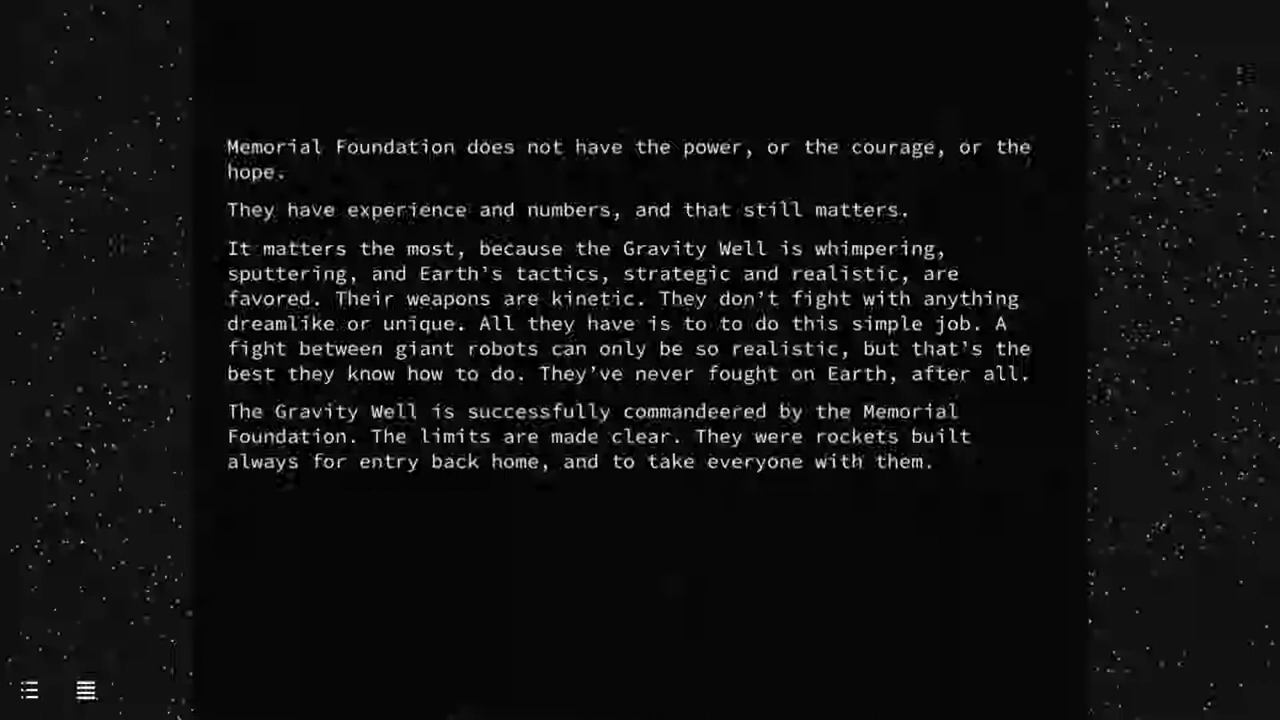 Memorial Foundation does not have the power, or the courage, or the
hope.
They have experience and numbers, and that still matters.
It matters the most, because the Gravity Well is whimpering,
sputtering, and Earth's tactics, strategic and realistic, are
favored. Their weapons are kinetic. They don't fight with anything
dreamlike or unique. All they have is to to do this simple job. A
fight between giant robots can only be so realistic, but that's the
best they know how to do. They've never fought on Earth, after all.
The Gravity Well is successfully commandeered by the Memorial
Foundation. The limits are made clear. They were rockets built
always for entry back home, and to take everyone with them.